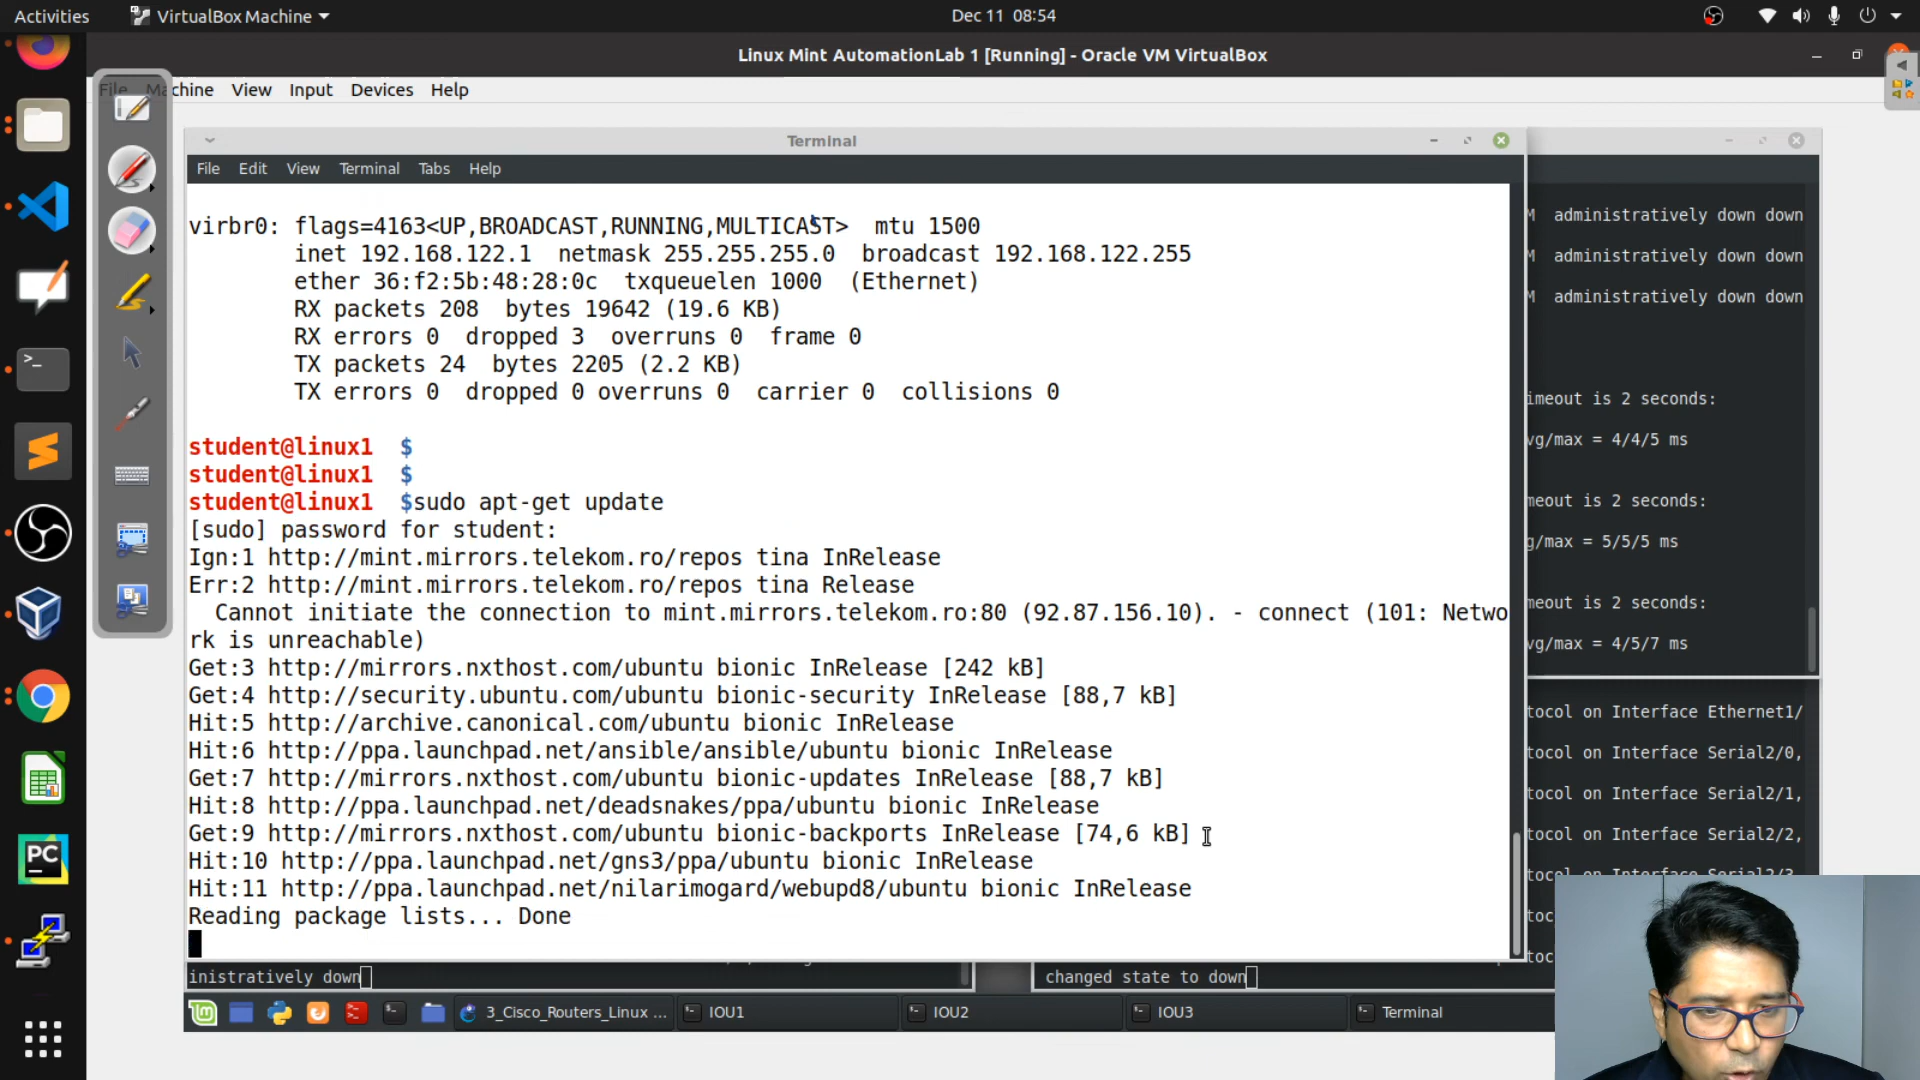 Activities
VirtualBox Machine
Dec 11 08:54
Linux Mint AutomationLab 1 [Running] - Oracle VM VirtualBox
File Machine View Input Devices Help
Terminal
File Edit View Terminal Tabs Help
virbr0: flags=4163<UP,BROADCAST,RUNNING,MULTICAST> mtu 1500
inet 192.168.122.1 netmask 255.255.255.0 broadcast 192.168.122.255
ether 36:f2:5b:48:28:0c txqueuelen 1000 (Ethernet)
RX packets 208 bytes 19642 (19.6 KB)
RX errors 0 dropped 3 overruns 0 frame 0
TX packets 24 bytes 2205 (2.2 KB)
TX errors 0 dropped 0 overruns 0 carrier 0 collisions 0
student@linux1 $
student@linux1 $
student@linux1 $sudo apt-get update
[sudo] password for student:
Ign:1 http://mint.mirrors.telekom.ro/repos tina InRelease
Err:2 http://mint.mirrors.telekom.ro/repos tina Release
Cannot initiate the connection to mint.mirrors.telekom.ro:80 (92.87.156.10). - connect (101: Netwo
rk is unreachable)
Get:3 http://mirrors.nxthost.com/ubuntu bionic InRelease [242 kB]
Get:4 http://security.ubuntu.com/ubuntu bionic-security InRelease [88,7 kB]
Hit:5 http://archive.canonical.com/ubuntu bionic InRelease
Hit:6 http://ppa.launchpad.net/ansible/ansible/ubuntu bionic InRelease
Get:7 http://mirrors.nxthost.com/ubuntu bionic-updates InRelease [88,7 kB]
Hit:8 http://ppa.launchpad.net/deadsnakes/ppa/ubuntu bionic InRelease
Get:9 http://mirrors.nxthost.com/ubuntu bionic-backports InRelease [74,6 kB]
Hit:10 http://ppa.launchpad.net/gns3/ppa/ubuntu bionic InRelease
Hit:11 http://ppa.launchpad.net/nilarimogard/webupd8/ubuntu bionic InRelease
Reading package lists... Done
M administratively down down
M administratively down down
M administratively down down
imeout is 2 seconds:
vg/max = 4/4/5 ms
meout is 2 seconds:
g/max = 5/5/5 ms
meout is 2 seconds:
vg/max = 4/5/7 ms
tocol on Interface Ethernet1/
tocol on Interface Serial2/0,
tocol on Interface Serial2/1,
tocol on Interface Serial2/2,
inistratively down
changed state to down
3_Cisco_Routers_Linux ...
IOU1
IOU2
IOU3
Terminal
PC